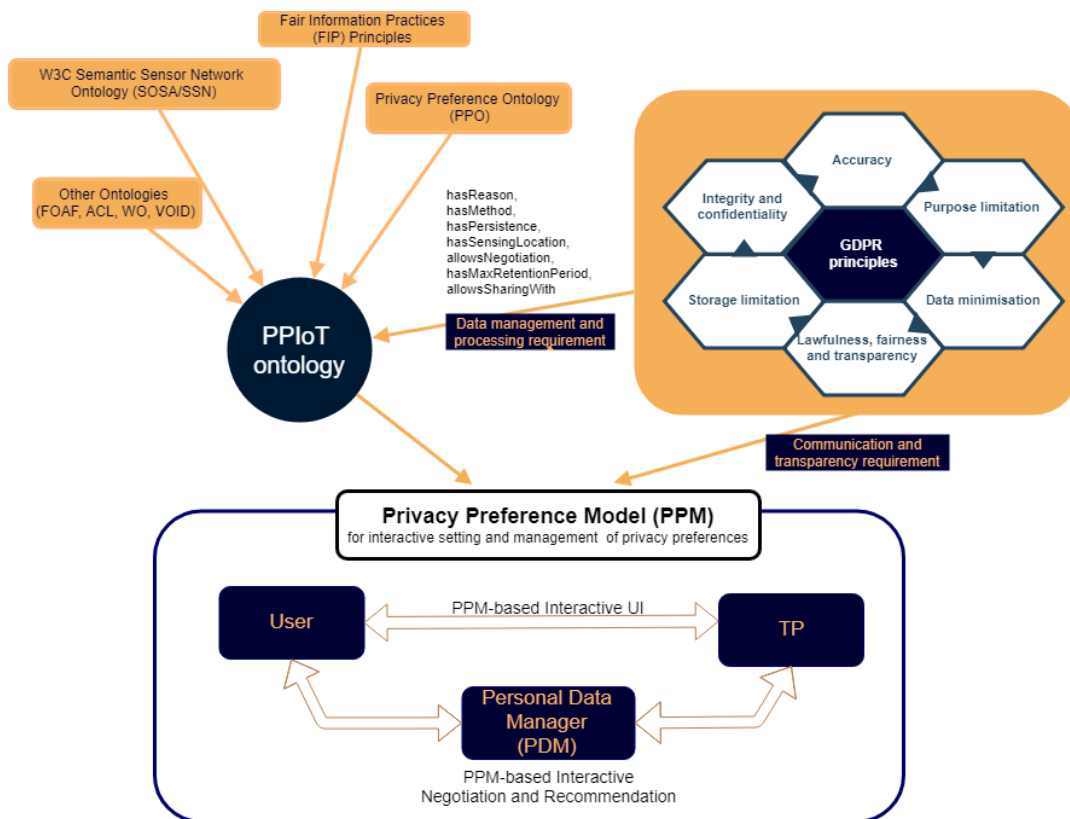 Fair Information Practices
(FIP) Principles
W3C Semantic Sensor Network
Ontology (SOSA/SSN)
Privacy Preference Ontology
(PPO)
Other Ontologies
(FOAF, ACL, WO, VOID)
hasReason,
hasMethod,
hasPersistence,
hasSensingLocation,
allowsNegotiation,
hasMaxRetentionPeriod,
allowsSharingWith
Accuracy
Integrity and
confidentiality
Purpose limitation
GDPR
principles
Storage limitation
Data minimisation
Lawfulness, fairness
and transparency
PPIoT
ontology
Data management and
processing requirement
Communication and
transparency requirement
Privacy Preference Model (PPM)
for interactive setting and management of privacy preferences
User
PPM-based Interactive UI
TP
Personal Data
Manager
(PDM)
PPM-based Interactive
Negotiation and Recommendation